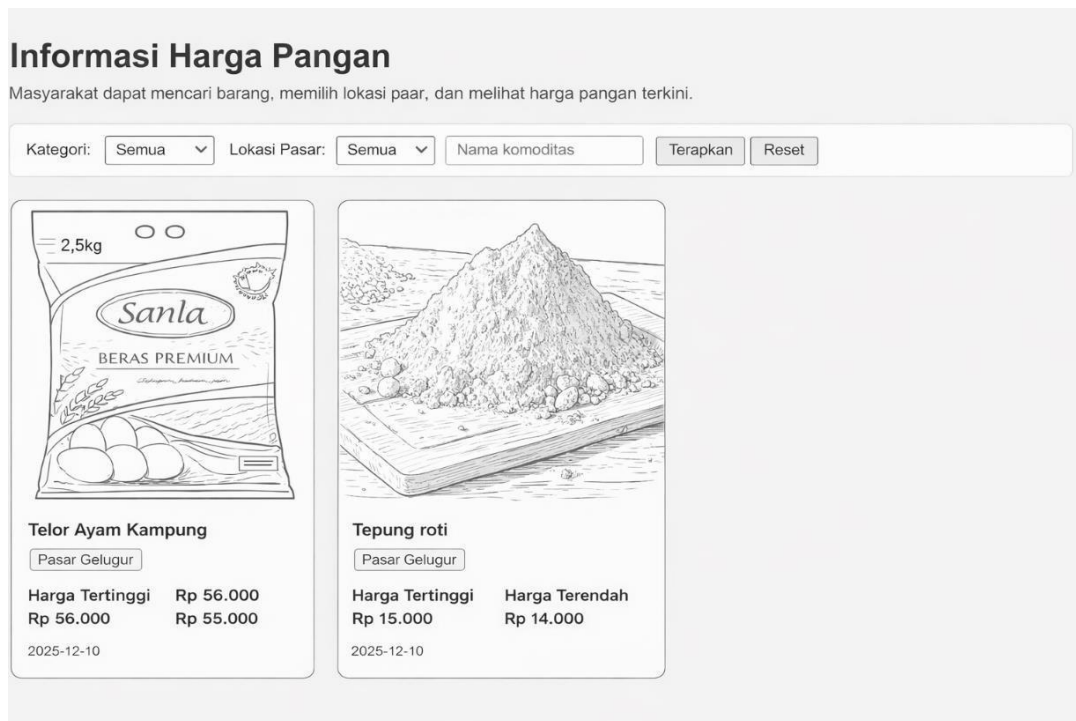 Informasi Harga Pangan
Masyarakat dapat mencari barang, memilih lokasi paar, dan melihat harga pangan terkini.
Kategori: Semua Lokasi Pasar: Semua Nama komoditas Terapkan Reset
2,5kg
Sanla
BERAS PREMIUM
Telor Ayam Kampung
Pasar Gelugur
Harga Tertinggi Rp 56.000
Rp 56.000 Rp 55.000
2025-12-10
Tepung roti
Pasar Gelugur
Harga Tertinggi Harga Terendah
Rp 15.000 Rp 14.000
2025-12-10